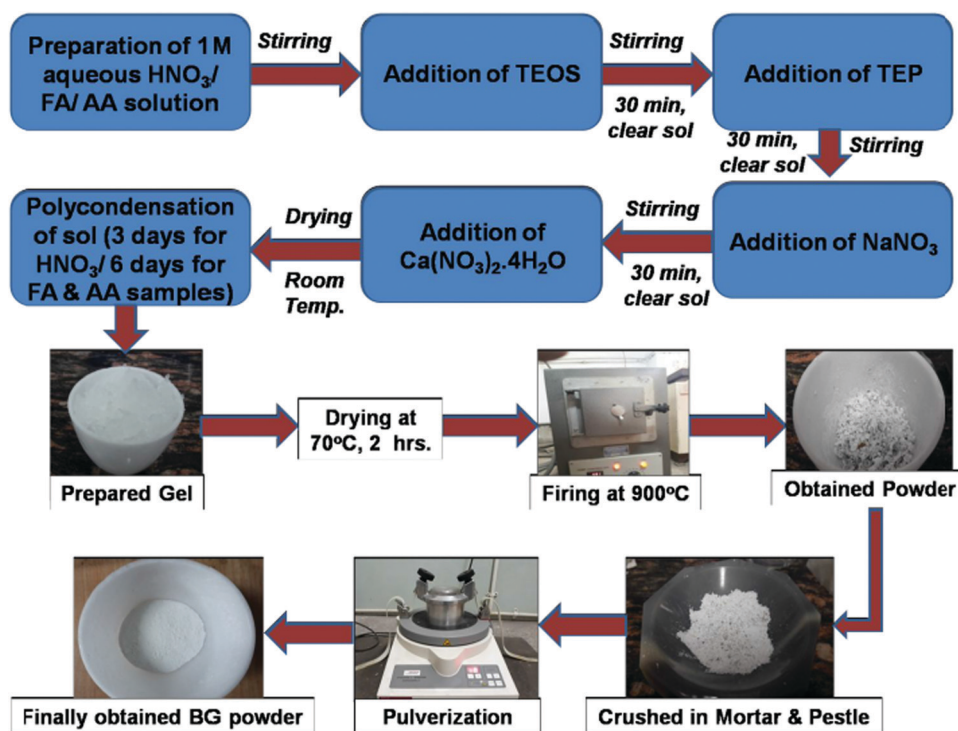 Preparation of 1M
aqueous HNO₃/
FA/ AA solution
Stirring
Addition of TEOS
Stirring
30 min,
clear sol
Addition of TEP
30 min,
clear sol
Stirring
Addition of NaNO₃
Stirring
30 min,
clear sol
Addition of
Ca(NO₃)₂.4H₂O
Drying
Room
Temp.
Polycondensation
of sol (3 days for
HNO₃/ 6 days for
FA & AA samples)
Prepared Gel
Drying at
70°C, 2 hrs.
Firing at 900°C
Obtained Powder
Crushed in Mortar & Pestle
Pulverization
Finally obtained BG powder